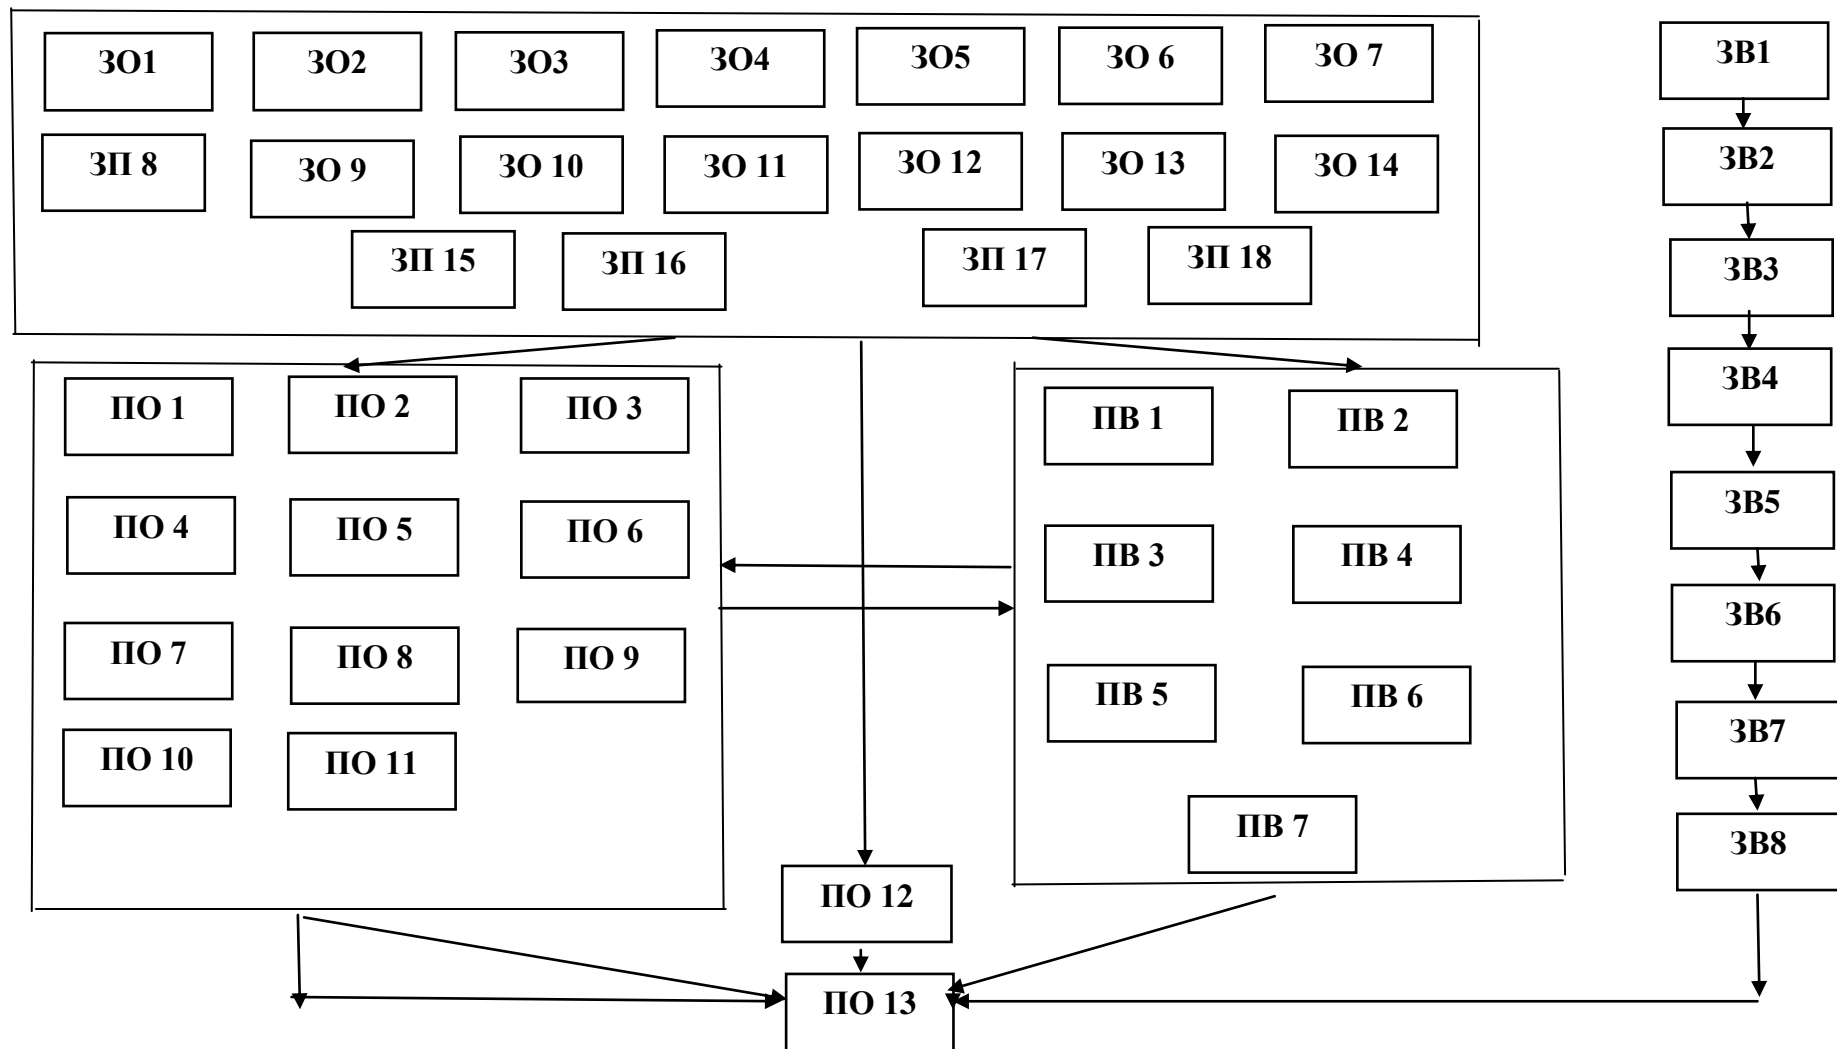 ЗО1 ЗО2 ЗО3 ЗО4 ЗО5 ЗО 6 ЗО 7
ЗП 8 ЗО 9 ЗО 10 ЗО 11 ЗО 12 ЗО 13 ЗО 14
ЗП 15 ЗП 16 ЗП 17 ЗП 18
ПО 1 ПО 2 ПО 3
ПО 4 ПО 5 ПО 6
ПО 7 ПО 8 ПО 9
ПО 10 ПО 11
ПВ 1 ПВ 2
ПВ 3 ПВ 4
ПВ 5 ПВ 6
ПВ 7
ПО 12
ПО 13
ЗВ1
ЗВ2
ЗВ3
ЗВ4
ЗВ5
ЗВ6
ЗВ7
ЗВ8